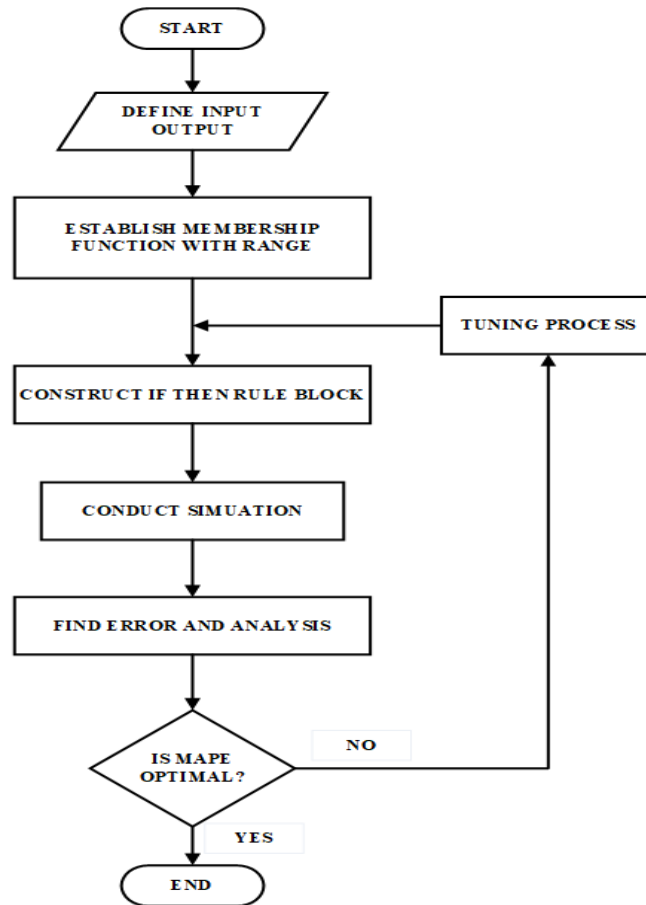 START
DEFINE INPUT
OUTPUT
ESTABLISH MEMBERSHIP
FUNCTION WITH RANGE
TUNING PROCESS
CONSTRUCT IF THEN RULE BLOCK
CONDUCT SIMUATION
FIND ERROR AND ANALYSIS
IS MAPE
OPTIMAL?
NO
YES
END